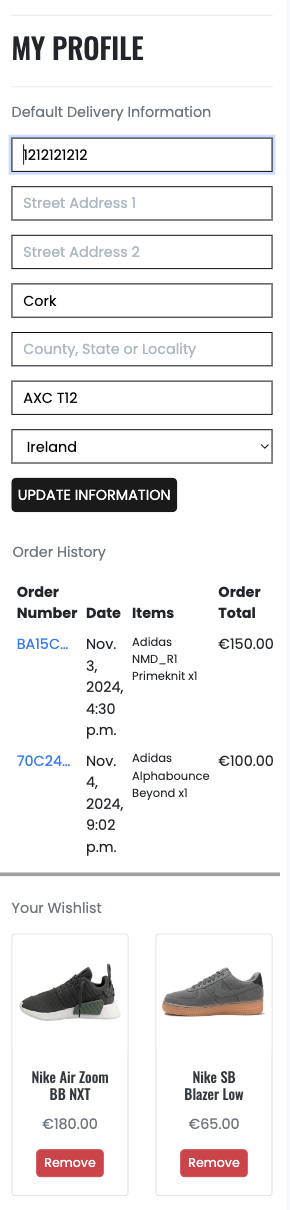 MY PROFILE
Default Delivery Information
1212121212
Street Address 1
Street Address 2
Cork
County, State or Locality
AXC T12
Ireland
UPDATE INFORMATION
Order History
Order Number Date Items Order Total
BA15C... Nov. 3, 2024, 4:30 p.m. Adidas NMD_R1 Primeknit x1 €150.00
70C24... Nov. 4, 2024, 9:02 p.m. Adidas Alphabounce Beyond x1 €100.00
Your Wishlist
Nike Air Zoom
BB NXT
€180.00
Remove
Nike SB
Blazer Low
€65.00
Remove